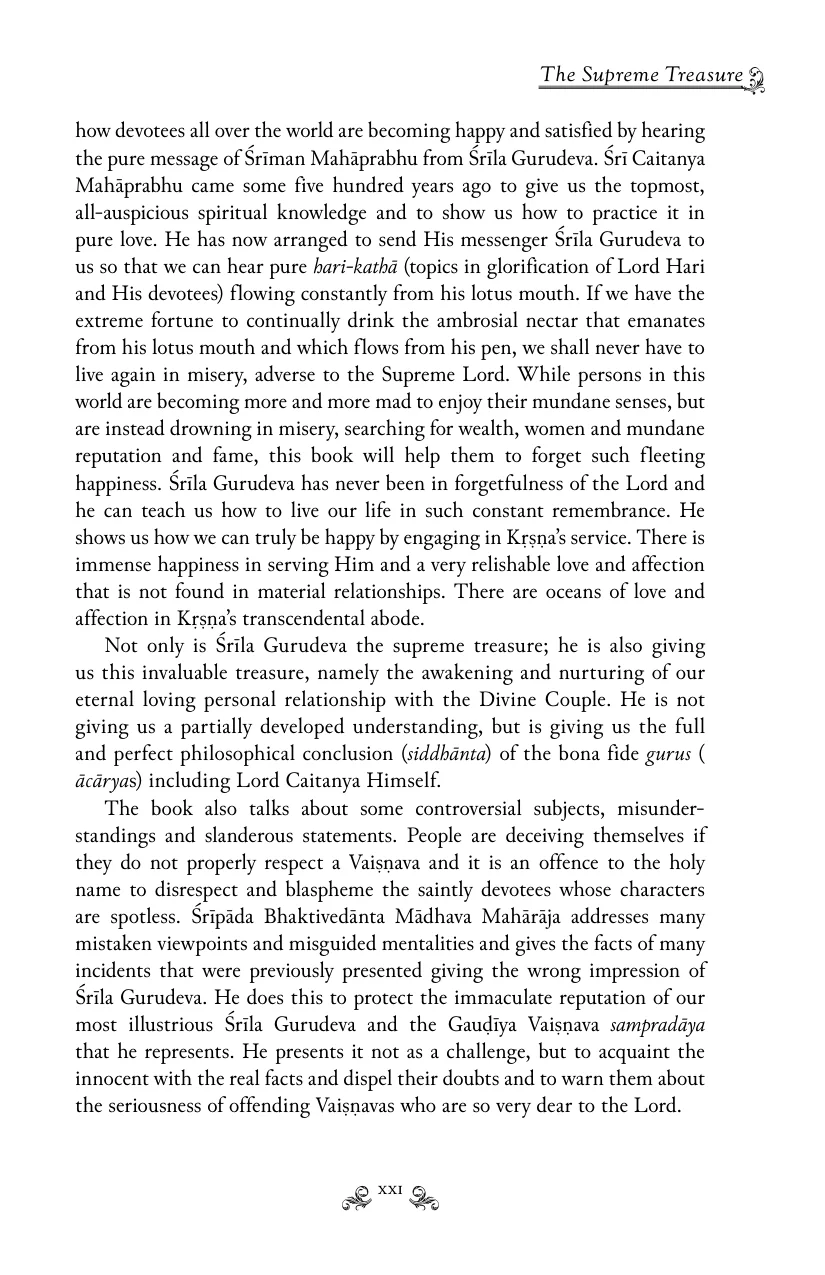 The Supreme Treasure
how devotees all over the world are becoming happy and satisfied by hearing
the pure message of Śrīman Mahāprabhu from Śrīla Gurudeva. Śrī Caitanya
Mahāprabhu came some five hundred years ago to give us the topmost,
all-auspicious spiritual knowledge and to show us how to practice it in
pure love. He has now arranged to send His messenger Śrīla Gurudeva to
us so that we can hear pure hari-kathā (topics in glorification of Lord Hari
and His devotees) flowing constantly from his lotus mouth. If we have the
extreme fortune to continually drink the ambrosial nectar that emanates
from his lotus mouth and which flows from his pen, we shall never have to
live again in misery, adverse to the Supreme Lord. While persons in this
world are becoming more and more mad to enjoy their mundane senses, but
are instead drowning in misery, searching for wealth, women and mundane
reputation and fame, this book will help them to forget such fleeting
happiness. Śrīla Gurudeva has never been in forgetfulness of the Lord and
he can teach us how to live our life in such constant remembrance. He
shows us how we can truly be happy by engaging in Kṛṣṇa’s service. There is
immense happiness in serving Him and a very relishable love and affection
that is not found in material relationships. There are oceans of love and
affection in Kṛṣṇa’s transcendental abode.
Not only is Śrīla Gurudeva the supreme treasure; he is also giving
us this invaluable treasure, namely the awakening and nurturing of our
eternal loving personal relationship with the Divine Couple. He is not
giving us a partially developed understanding, but is giving us the full
and perfect philosophical conclusion (siddhānta) of the bona fide gurus (
ācāryas) including Lord Caitanya Himself.
The book also talks about some controversial subjects, misunder-
standings and slanderous statements. People are deceiving themselves if
they do not properly respect a Vaiṣṇava and it is an offence to the holy
name to disrespect and blaspheme the saintly devotees whose characters
are spotless. Śrīpāda Bhaktivedānta Mādhava Mahārāja addresses many
mistaken viewpoints and misguided mentalities and gives the facts of many
incidents that were previously presented giving the wrong impression of
Śrīla Gurudeva. He does this to protect the immaculate reputation of our
most illustrious Śrīla Gurudeva and the Gauḍīya Vaiṣṇava sampradāya
that he represents. He presents it not as a challenge, but to acquaint the
innocent with the real facts and dispel their doubts and to warn them about
the seriousness of offending Vaiṣṇavas who are so very dear to the Lord.
XXI